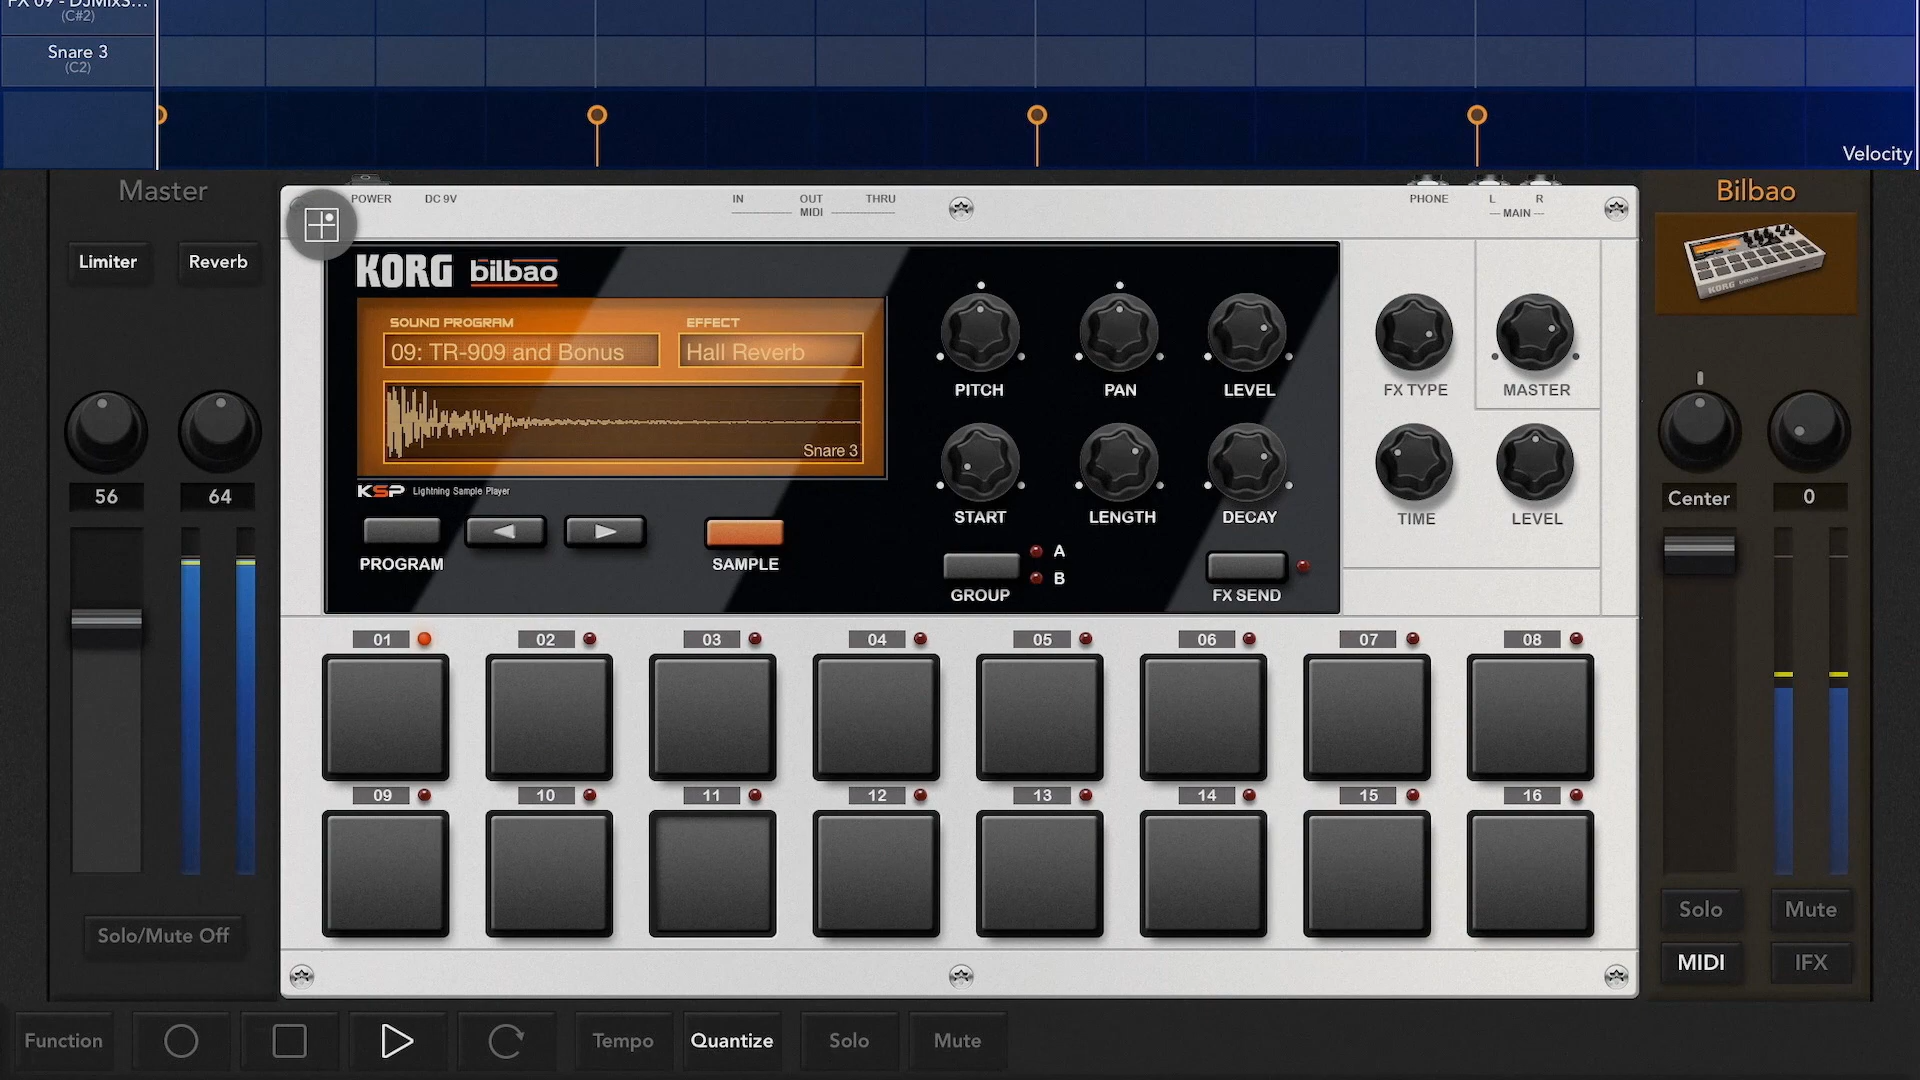 FX 09 - DJMixS...
(C#2)
Snare 3
(C2)
Velocity
Master
Limiter
Reverb
56
64
Solo/Mute Off
POWER
DC 9V
IN
OUT
THRU
MIDI
PHONE
L
R
MAIN
KORG bilbao
SOUND PROGRAM
EFFECT
09: TR-909 and Bonus
Hall Reverb
Snare 3
KSP Lightning Sample Player
PROGRAM
SAMPLE
PITCH
PAN
LEVEL
START
LENGTH
DECAY
GROUP
A
B
FX SEND
FX TYPE
MASTER
TIME
LEVEL
01
02
03
04
05
06
07
08
09
10
11
12
13
14
15
16
Bilbao
KORG
Center
0
Solo
Mute
MIDI
IFX
Function
Tempo
Quantize
Solo
Mute